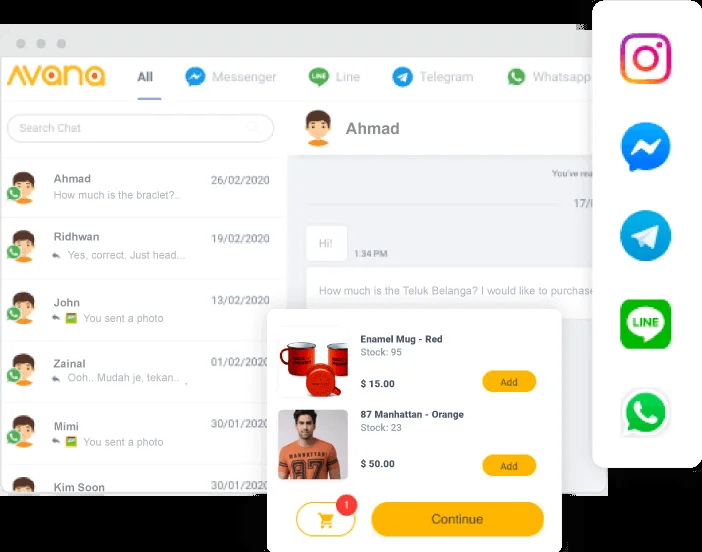 AVANA
All
Messenger
Line
Telegram
Whatsapp
Search Chat
Ahmad
26/02/2020
How much is the braclet?..
Ridhwan
19/02/2020
Yes, correct. Just head...
John
13/02/2020
You sent a photo
Zainal
01/02/2020
Ooh.. Mudah je, tekan.. .
Mimi
30/01/2020
You sent a photo
Kim Soon
30/01/2020
Ahmad
You've rea
17/
Hi!
1:34 PM
How much is the Teluk Belanga? I would like to purchase
Enamel Mug - Red
Stock: 95
$ 15.00
Add
87 Manhattan - Orange
Stock: 23
$ 50.00
Add
MANHATTAN
87
1
Continue
LINE